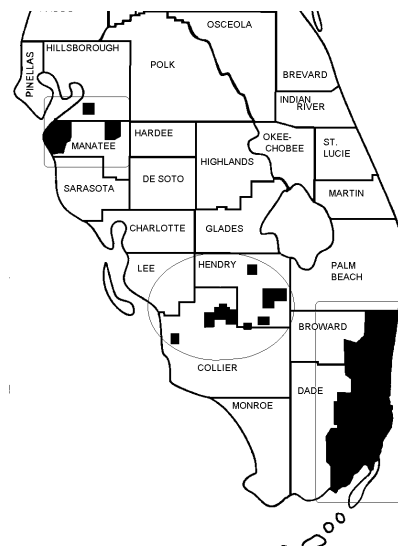 OSCEOLA
HILLSBOROUGH
PINELLAS
POLK
BREVARD
INDIAN
RIVER
MANATEE
HARDEE
OKEE-
CHOBEE
ST.
LUCIE
HIGHLANDS
SARASOTA
DE SOTO
MARTIN
CHARLOTTE
GLADES
LEE
HENDRY
PALM
BEACH
BROWARD
COLLIER
DADE
MONROE